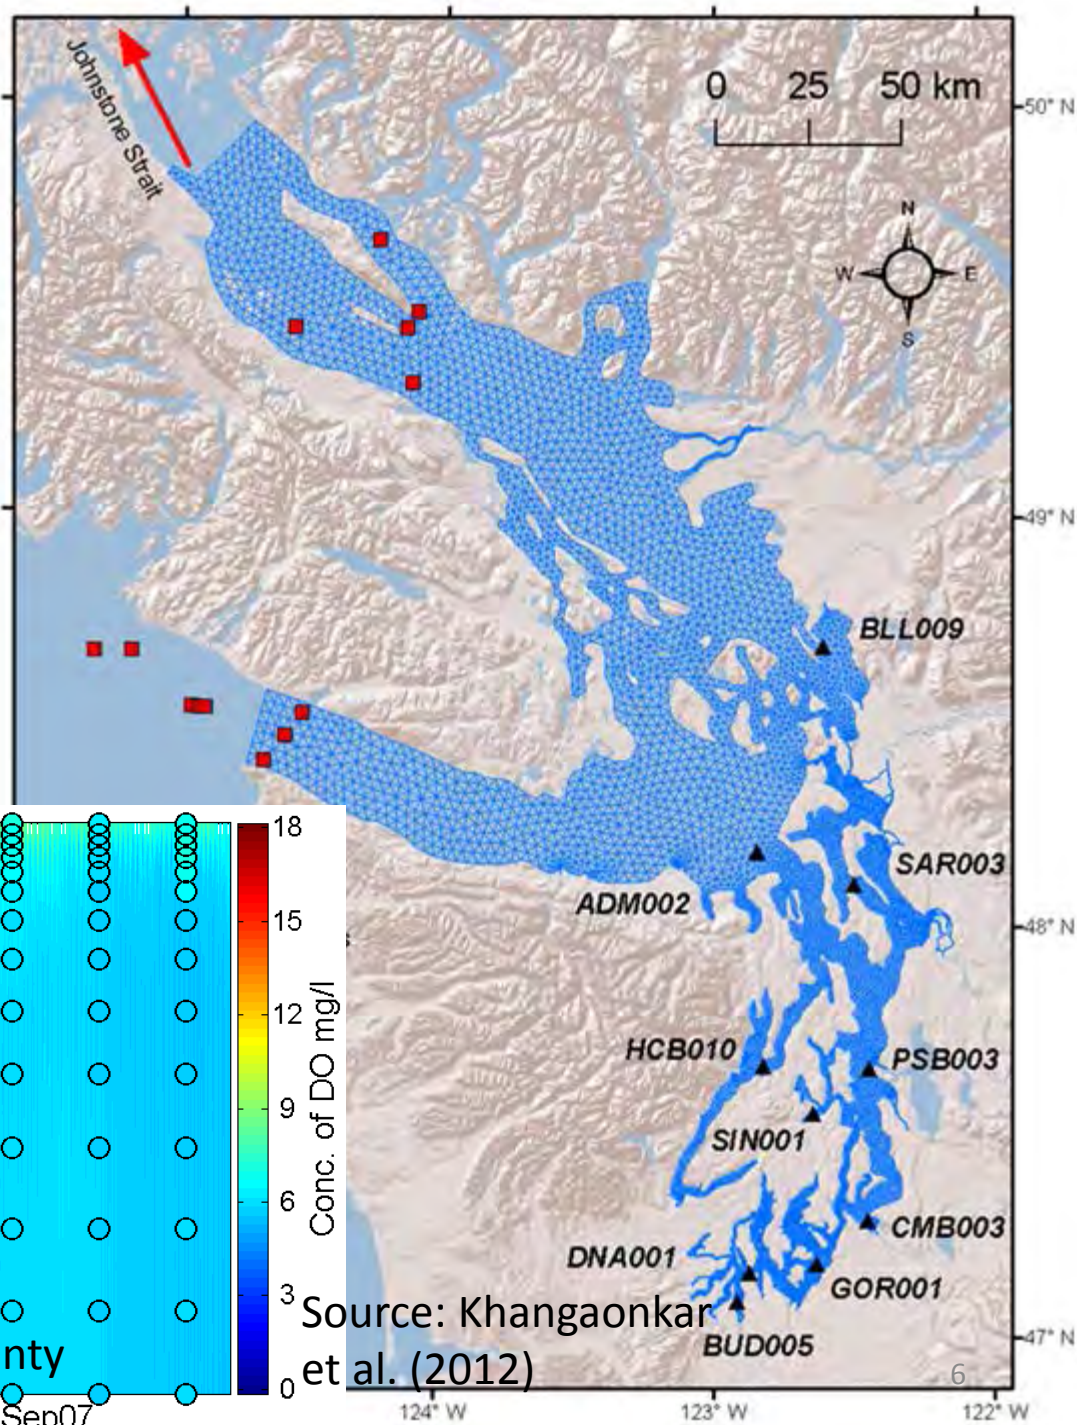 Johnstone Strait
0 25 50 km
50° N
N
W E
S
49° N
BLL009
18
SAR003
ADM002
15
48° N
12
HCB010
PSB003
9
Conc. of DO mg/l
SIN001
6
CMB003
DNA001
GOR001
3
Source: Khangaonkar
et al. (2012)
47° N
BUD005
nty
6
0
Sep07
124° W
123° W
122° W